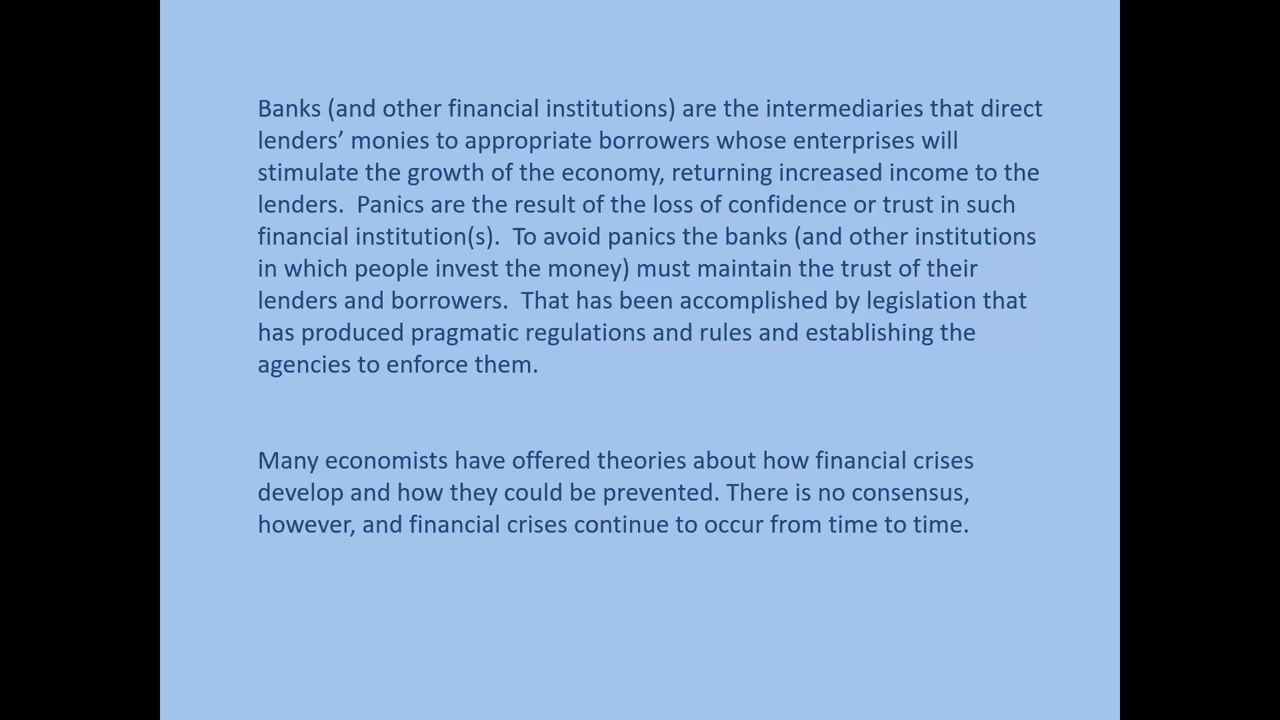 Banks (and other financial institutions) are the intermediaries that direct
lenders’ monies to appropriate borrowers whose enterprises will
stimulate the growth of the economy, returning increased income to the
lenders.  Panics are the result of the loss of confidence or trust in such
financial institution(s).  To avoid panics the banks (and other institutions
in which people invest the money) must maintain the trust of their
lenders and borrowers.  That has been accomplished by legislation that
has produced pragmatic regulations and rules and establishing the
agencies to enforce them.
Many economists have offered theories about how financial crises
develop and how they could be prevented. There is no consensus,
however, and financial crises continue to occur from time to time.